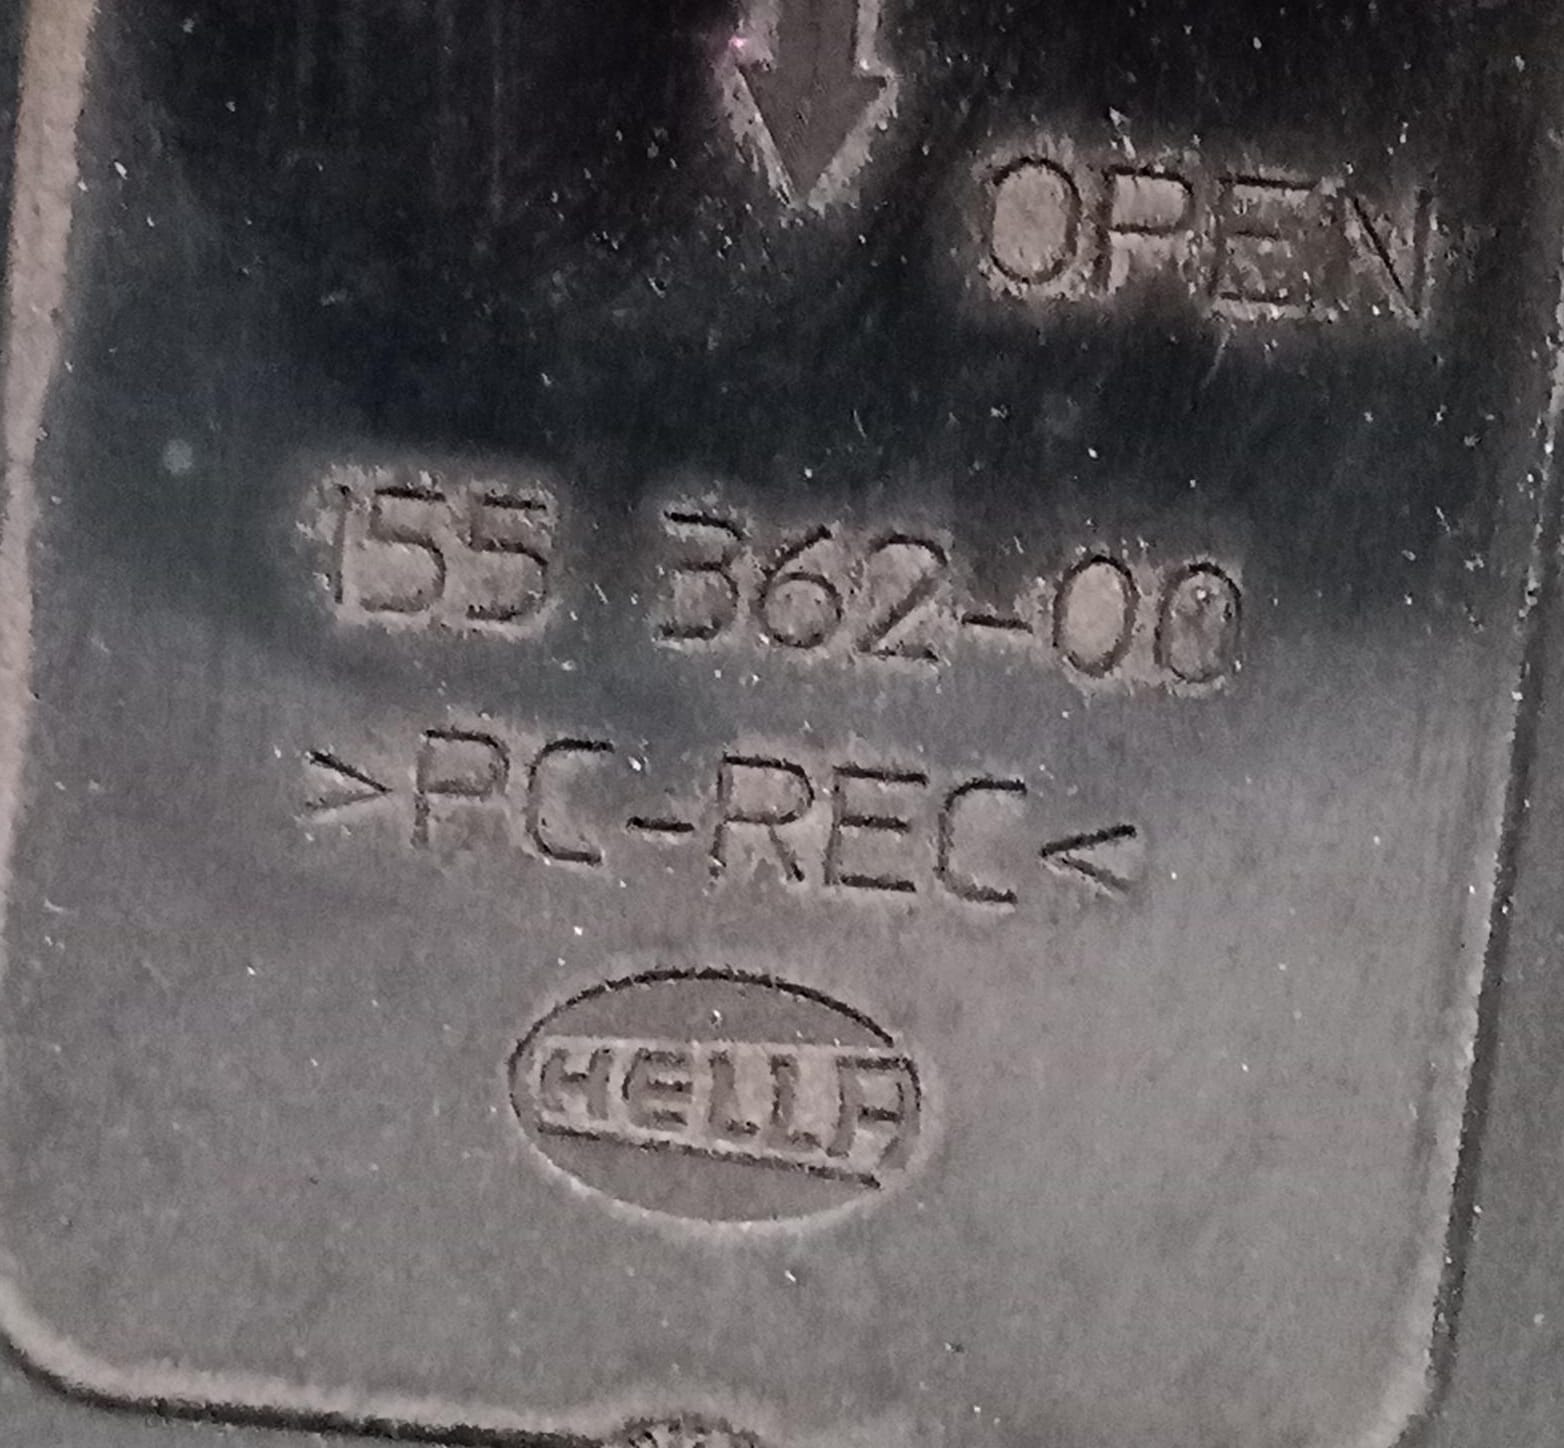 OPEN
155 362-00
>PC-REC<
HELLA